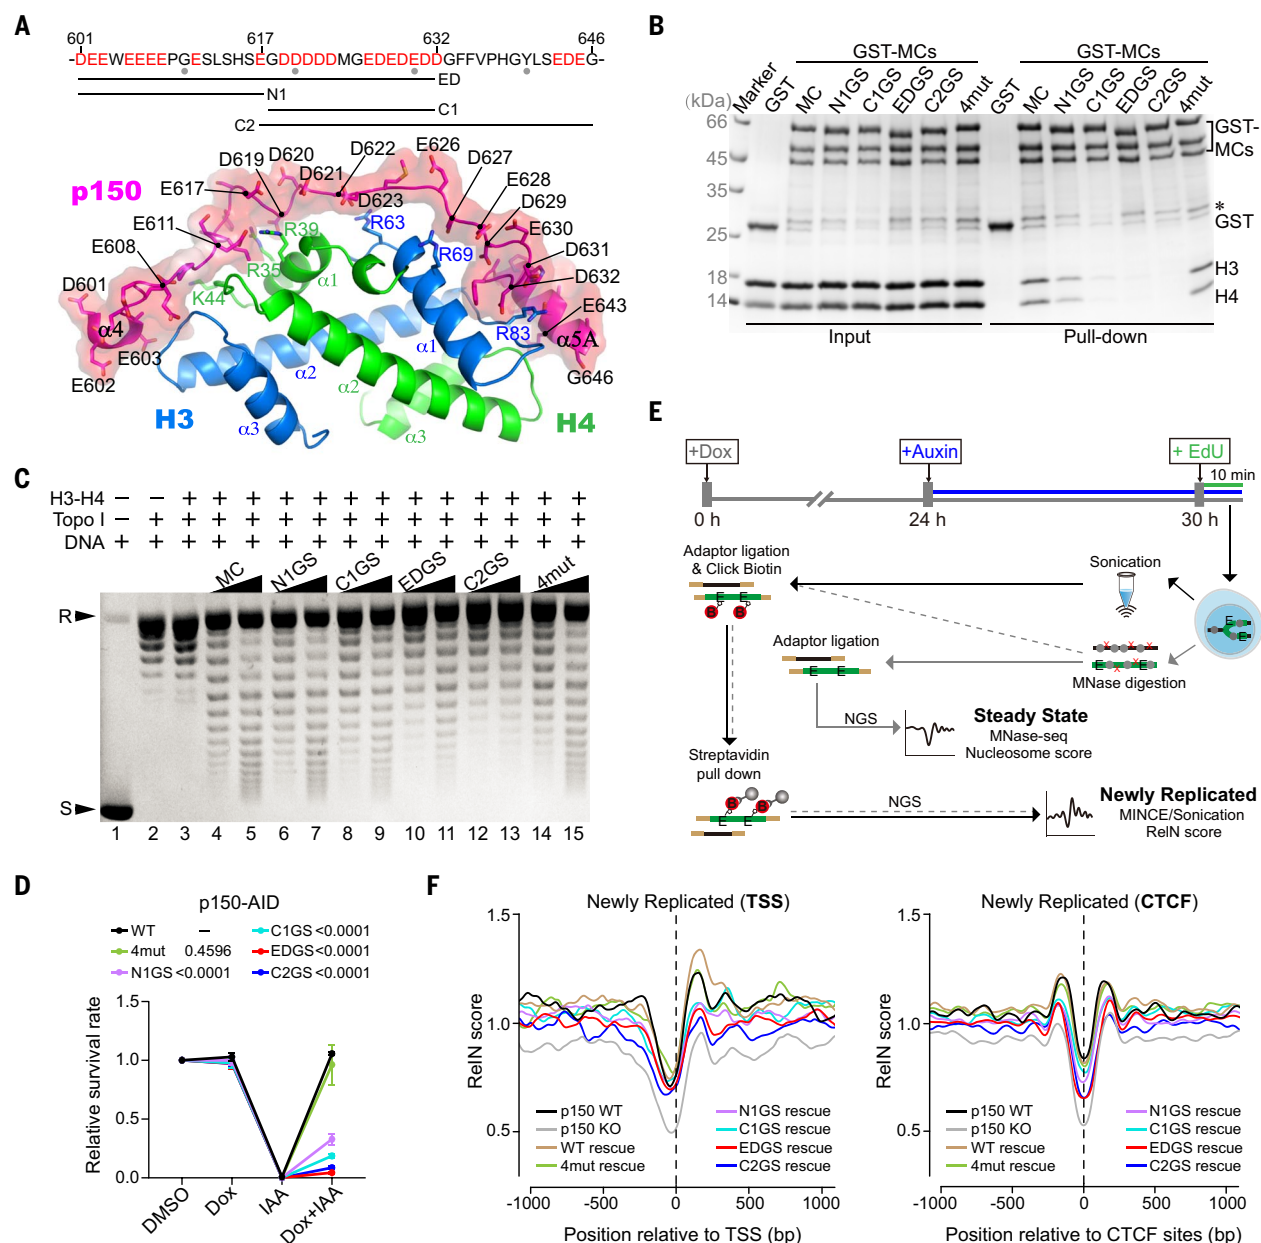 A
601 617 632 646
-DEEWEEEEPGESLSHSEGDDDDDMGEDEDEDDGFFVPHGYLSEDEG-
ED
N1
C1
C2
p150
D622
E626
D620
D627
D619
D621
E628
E617
D623
D629
R39
R63
E630
E611
R69
D631
E608
R35
D632
α1
D601
K44
E643
α4
R83
α5A
α1
E603
α2
E602
α2
G646
H3
α3
α3
H4
B
GST-MCs GST-MCs
(kDa)
Marker GST MC N1GS C1GS EDGS C2GS 4mut GST MC N1GS C1GS EDGS C2GS 4mut
66
45
35
25
18
14
GST-
MCs
*
GST
H3
H4
Input Pull-down
C
H3-H4 – – + + + + + + + + + + + + +
Topo I – + + + + + + + + + + + + + +
DNA + + + + + + + + + + + + + + +
MC N1GS C1GS EDGS C2GS 4mut
R
S
1 2 3 4 5 6 7 8 9 10 11 12 13 14 15
D
p150-AID
WT –
4mut 0.4596
N1GS <0.0001
C1GS <0.0001
EDGS <0.0001
C2GS <0.0001
Relative survival rate
1.5
1.0
0.5
0.0
DMSO Dox IAA Dox+IAA
E
+Dox +Auxin + EdU
10 min
0 h 24 h 30 h
Adaptor ligation
& Click Biotin
Sonication
E E
B B
Adaptor ligation
E E
MNase digestion
E E
E
E
NGS
Steady State
MNase-seq
Nucleosome score
Streptavidin
pull down
B B
E E
NGS
Newly Replicated
MINCE/Sonication
RelN score
F
Newly Replicated (TSS)
RelN score
1.5
1.0
0.5
p150 WT
p150 KO
WT rescue
4mut rescue
N1GS rescue
C1GS rescue
EDGS rescue
C2GS rescue
-1000 -500 0 500 1000
Position relative to TSS (bp)
Newly Replicated (CTCF)
RelN score
1.5
1.0
0.5
p150 WT
p150 KO
WT rescue
4mut rescue
N1GS rescue
C1GS rescue
EDGS rescue
C2GS rescue
-1000 -500 0 500 1000
Position relative to CTCF sites (bp)